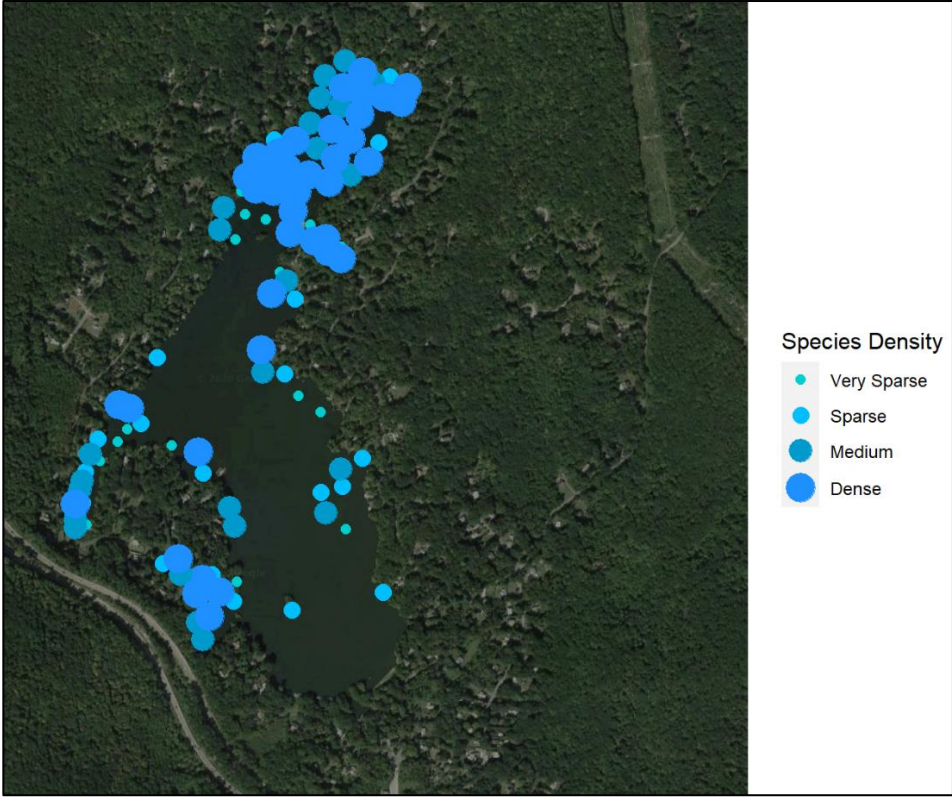 Species Density
Very Sparse
Sparse
Medium
Dense